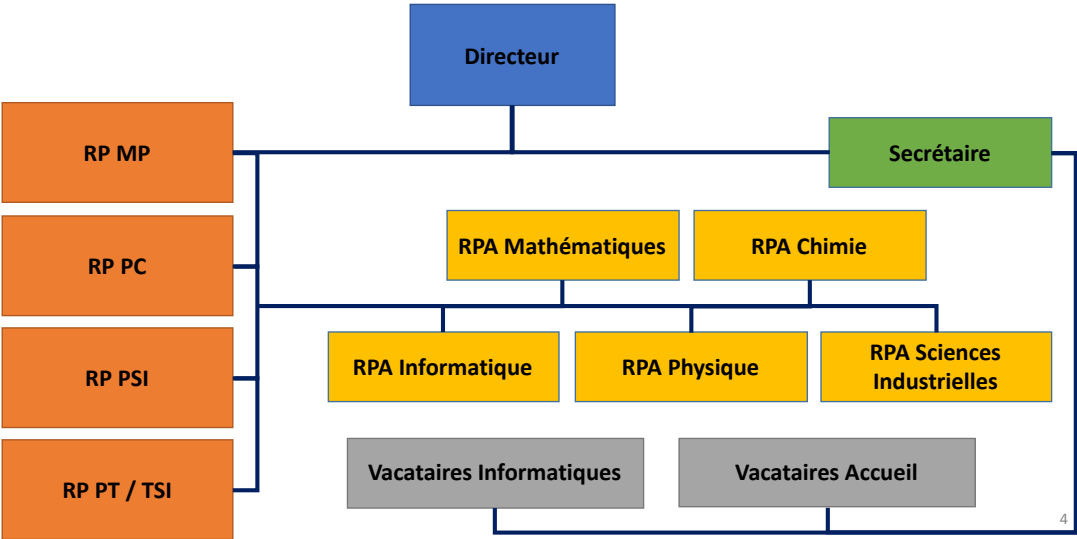 Directeur
RP MP
Secrétaire
RPA Mathématiques
RPA Chimie
RP PC
RPA Informatique
RPA Physique
RPA Sciences
Industrielles
RP PSI
Vacataires Informatiques
Vacataires Accueil
RP PT / TSI
4